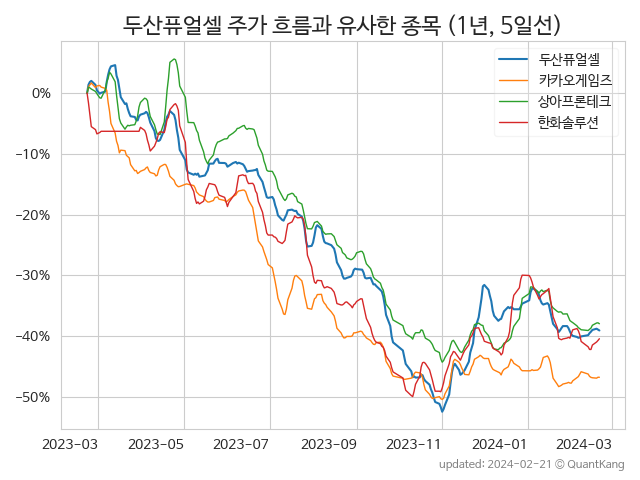 두산퓨얼셀 주가 흐름과 유사한 종목 (1년, 5일선)
두산퓨얼셀
카카오게임즈
상아프론테크
한화솔루션
0%
−10%
−20%
−30%
−40%
−50%
2023-03 2023-05 2023-07 2023-09 2023-11 2024-01 2024-03
updated: 2024-02-21 © QuantKang